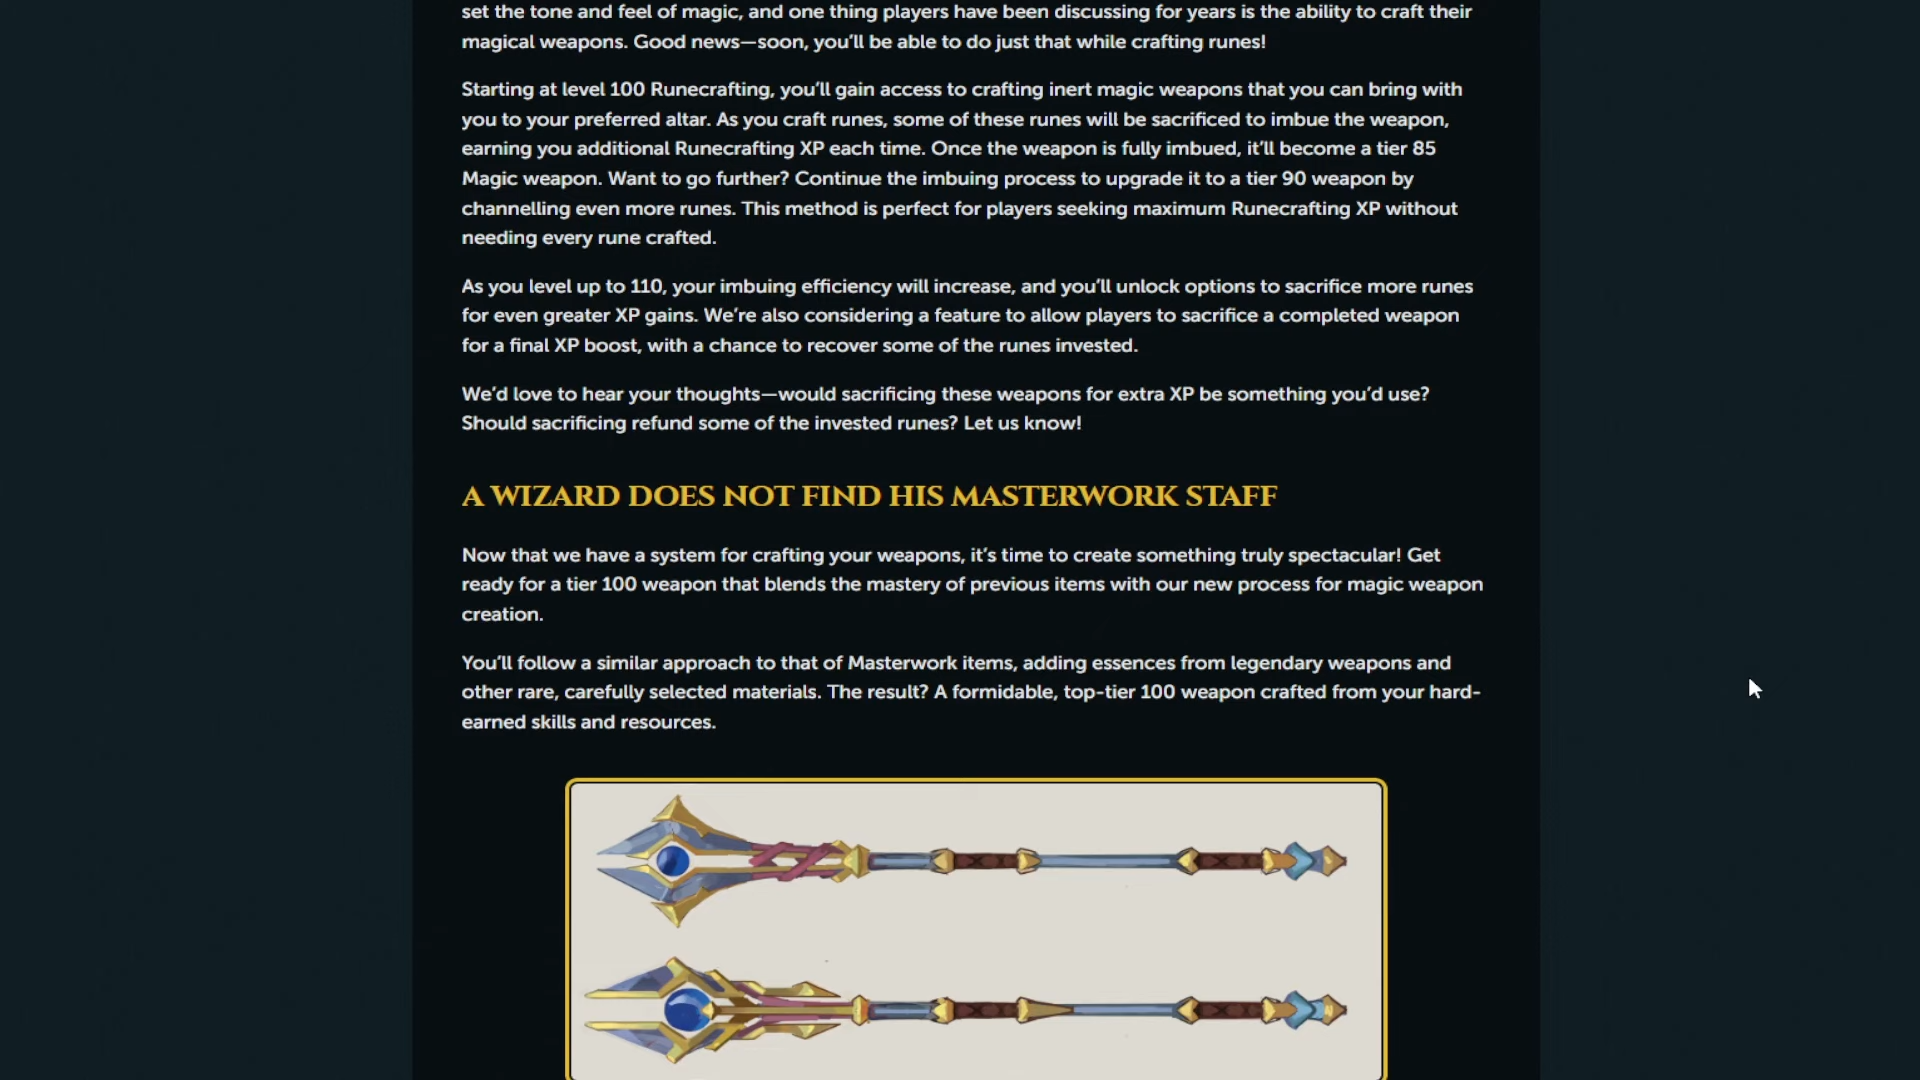 set the tone and feel of magic, and one thing players have been discussing for years is the ability to craft their
magical weapons. Good news—soon, you’ll be able to do just that while crafting runes!
Starting at level 100 Runecrafting, you’ll gain access to crafting inert magic weapons that you can bring with
you to your preferred altar. As you craft runes, some of these runes will be sacrificed to imbue the weapon,
earning you additional Runecrafting XP each time. Once the weapon is fully imbued, it’ll become a tier 85
Magic weapon. Want to go further? Continue the imbuing process to upgrade it to a tier 90 weapon by
channelling even more runes. This method is perfect for players seeking maximum Runecrafting XP without
needing every rune crafted.
As you level up to 110, your imbuing efficiency will increase, and you’ll unlock options to sacrifice more runes
for even greater XP gains. We’re also considering a feature to allow players to sacrifice a completed weapon
for a final XP boost, with a chance to recover some of the runes invested.
We’d love to hear your thoughts—would sacrificing these weapons for extra XP be something you’d use?
Should sacrificing refund some of the invested runes? Let us know!
A WIZARD DOES NOT FIND HIS MASTERWORK STAFF
Now that we have a system for crafting your weapons, it’s time to create something truly spectacular! Get
ready for a tier 100 weapon that blends the mastery of previous items with our new process for magic weapon
creation.
You’ll follow a similar approach to that of Masterwork items, adding essences from legendary weapons and
other rare, carefully selected materials. The result? A formidable, top-tier 100 weapon crafted from your hard-
earned skills and resources.